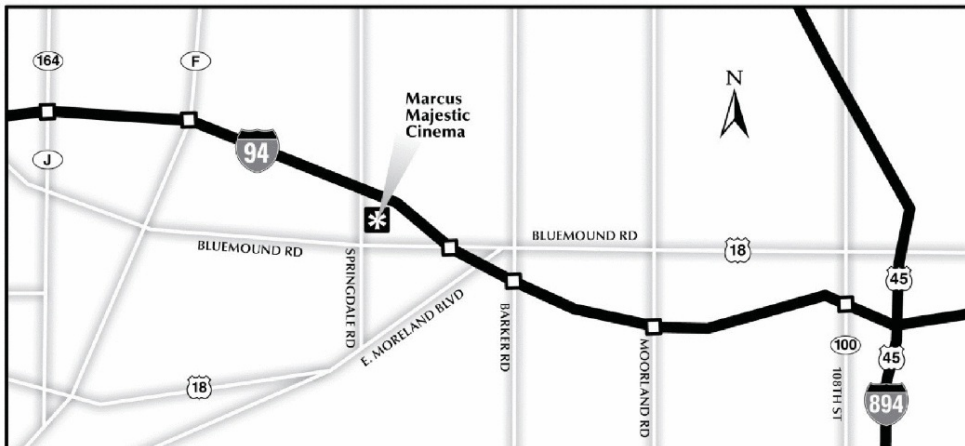 164
F
Marcus
Majestic
Cinema
N
94
J
BLUEMOUND RD
BLUEMOUND RD
18
SPRINGDALE RD
45
E. MORELAND BLVD
BARKER RD
MOORLAND RD
100
45
18
108TH ST
894